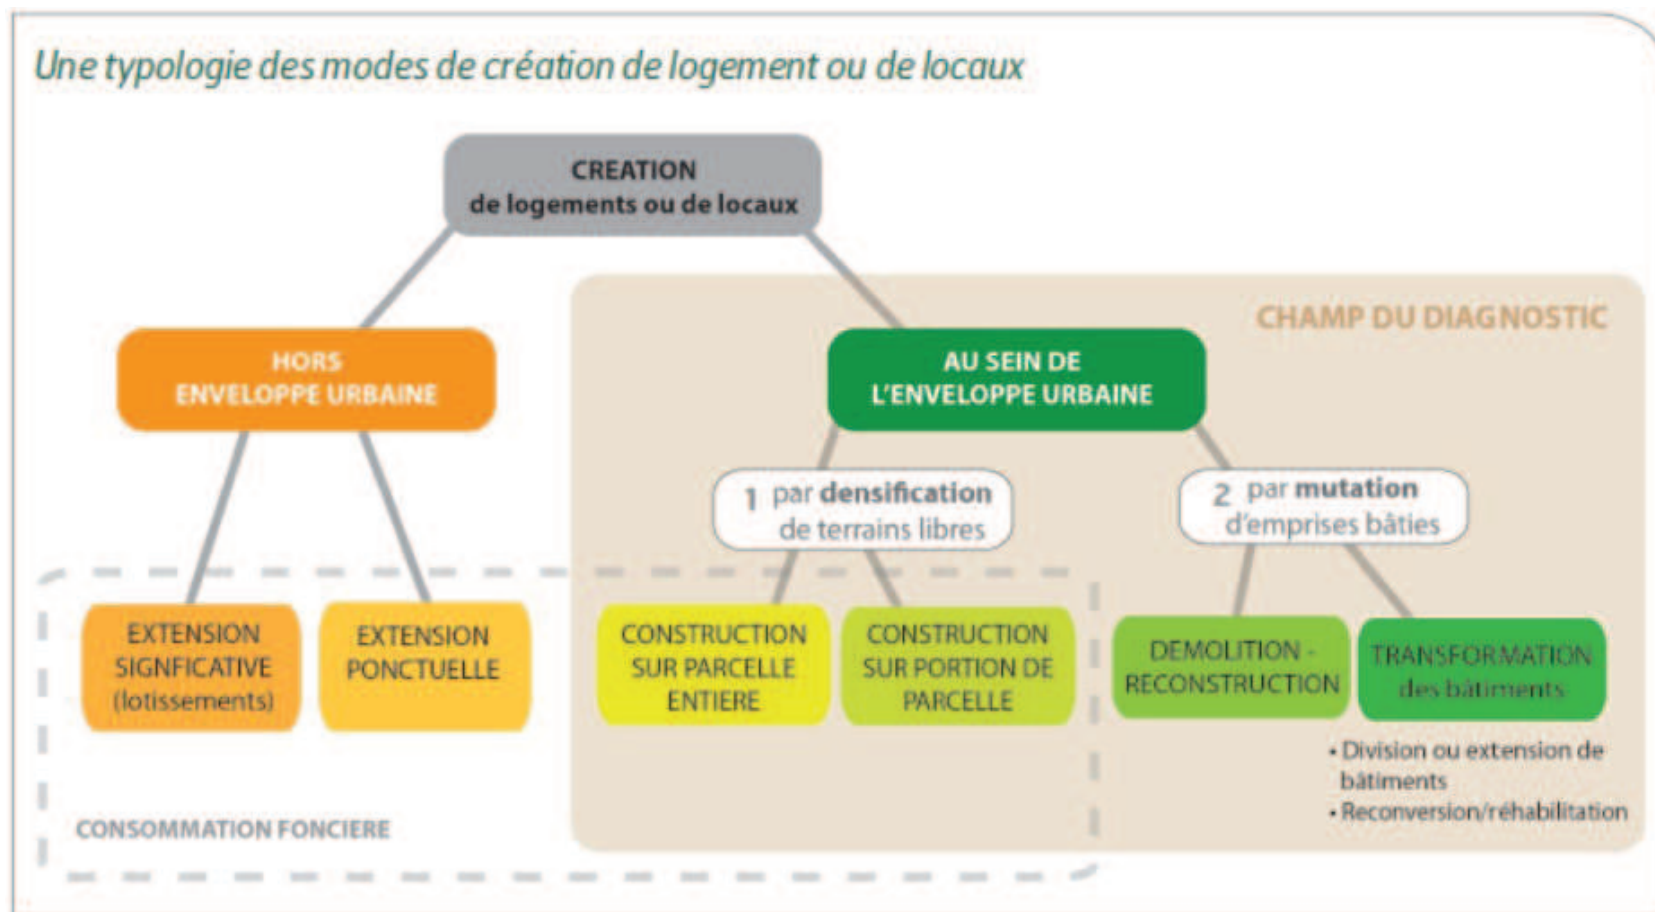 Une typologie des modes de création de logement ou de locaux
CREATION
de logements ou de locaux
CHAMP DU DIAGNOSTIC
HORS
ENVELOPPE URBAINE
AU SEIN DE
L'ENVELOPPE URBAINE
1 par densification
de terrains libres
2 par mutation
d'emprises bâties
EXTENSION
SIGNFICATIVE
(lotissements)
EXTENSION
PONCTUELLE
CONSTRUCTION
SUR PARCELLE
ENTIERE
CONSTRUCTION
SUR PORTION DE
PARCELLE
DEMOLITION -
RECONSTRUCTION
TRANSFORMATION
des bâtiments
• Division ou extension de
bâtiments
• Reconversion/réhabilitation
CONSOMMATION FONCIERE